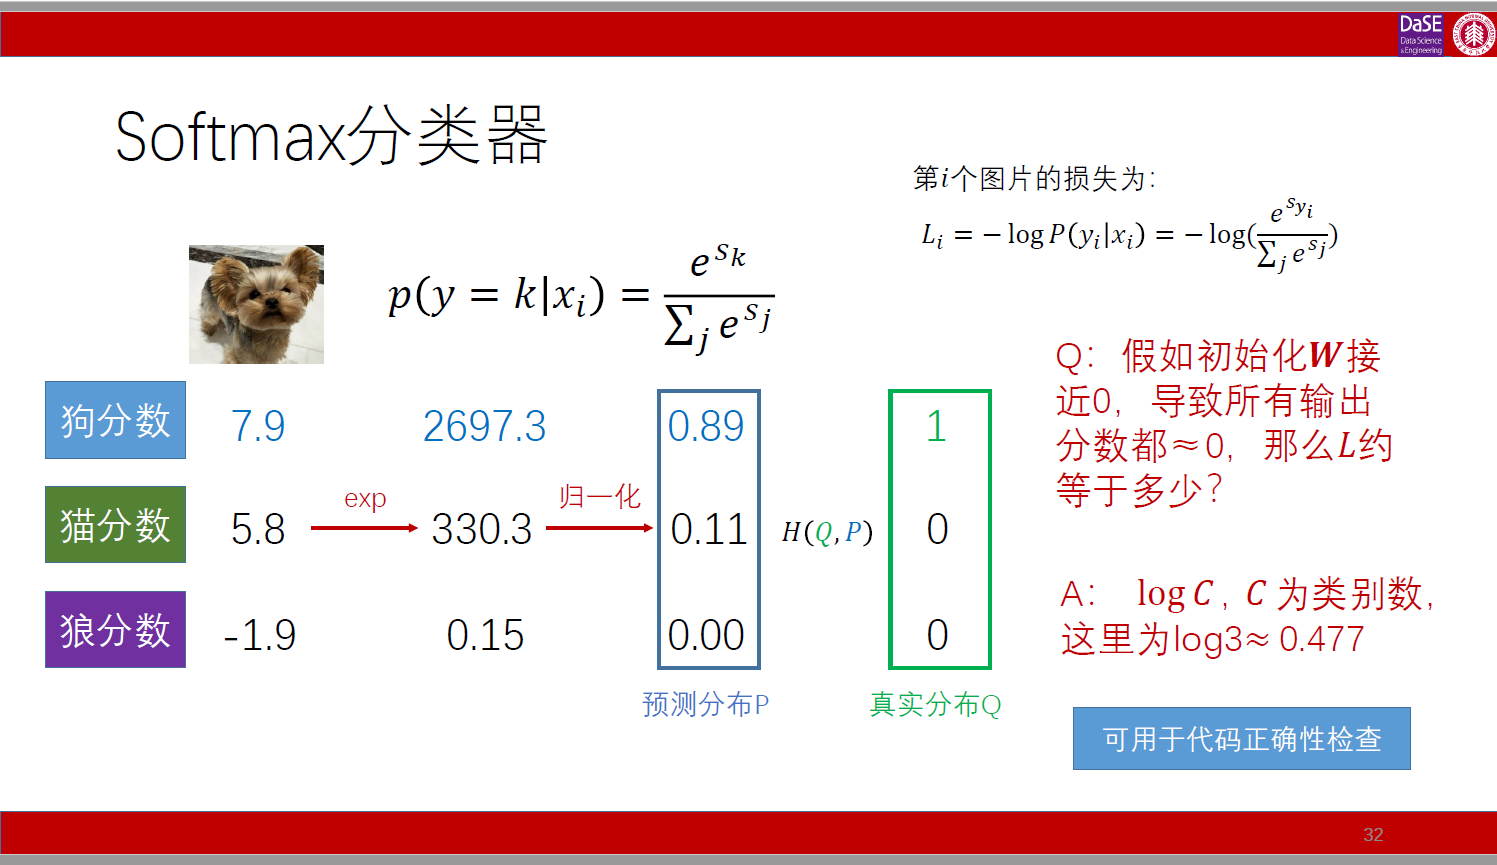 DaSE
Data Science
& Engineering
Softmax分类器
第i个图片的损失为：
L_i = − log P(y_i|x_i) = − log(e^{s_{y_i}} / ∑_j e^{s_j})
p(y = k|x_i) = e^{s_k} / ∑_j e^{s_j}
狗分数 7.9 2697.3 0.89 1
exp 归一化
猫分数 5.8 330.3 0.11 H(Q, P) 0
狼分数 -1.9 0.15 0.00 0
预测分布P 真实分布Q
Q：假如初始化W接
近0，导致所有输出
分数都≈0，那么L约
等于多少？
A： log C , C 为类别数，
这里为log3≈ 0.477
可用于代码正确性检查
32